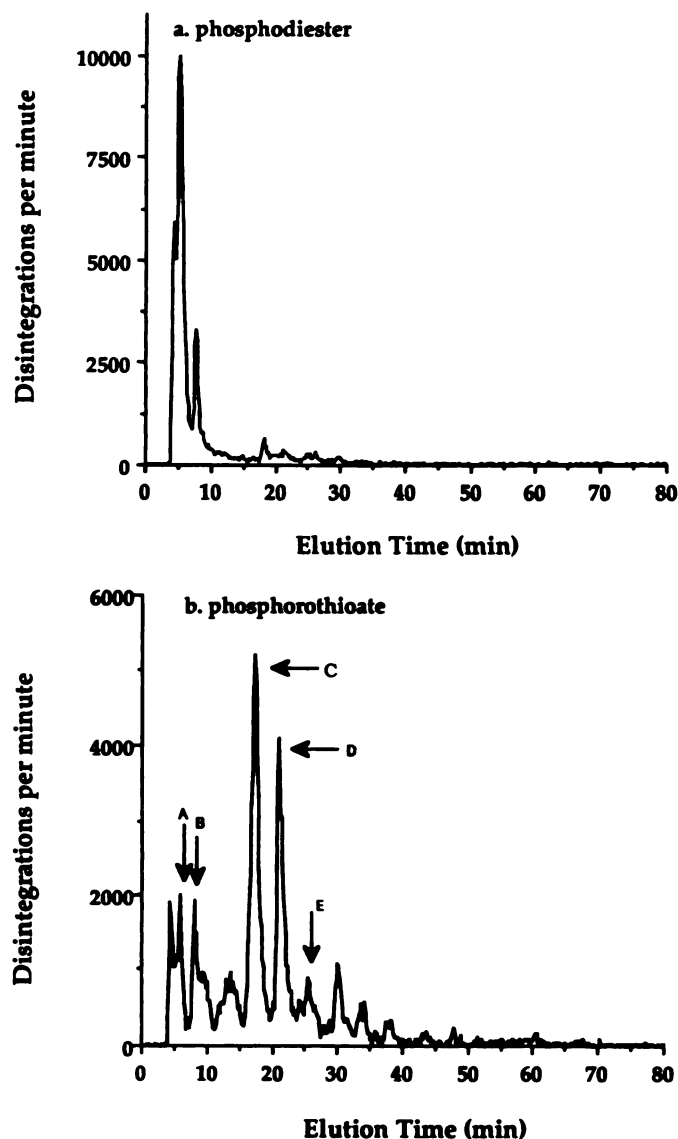 a. phosphodiester
10000
7500
5000
2500
0
Disintegrations per minute
0 10 20 30 40 50 60 70 80
Elution Time (min)
b. phosphorothioate
6000
4000
2000
0
Disintegrations per minute
C
D
A
B
E
0 10 20 30 40 50 60 70 80
Elution Time (min)